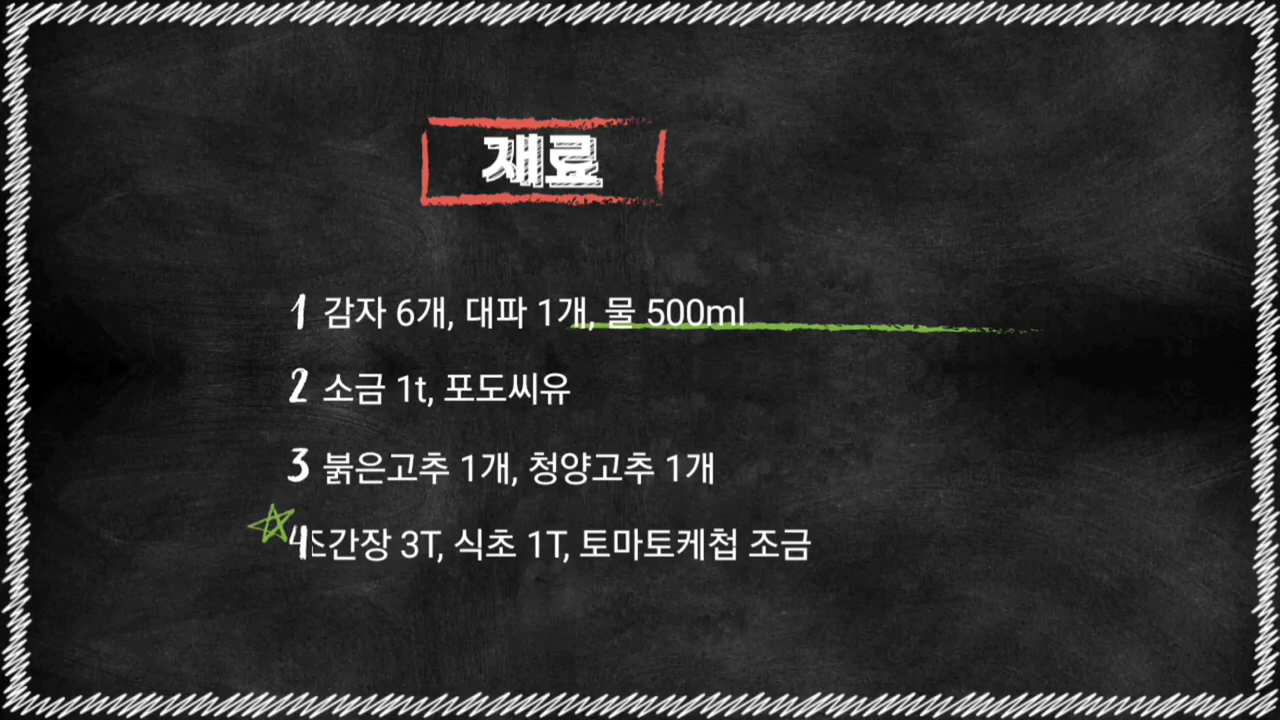 재료
1 감자 6개, 대파 1개, 물 500ml
2 소금 1t, 포도씨유
3 붉은고추 1개, 청양고추 1개
4 간장 3T, 식초 1T, 토마토케첩 조금